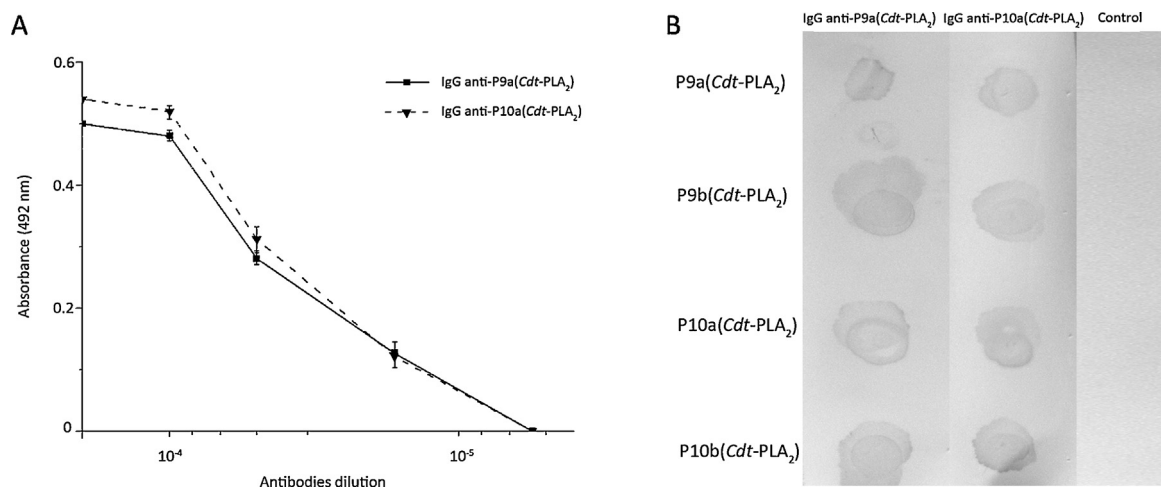 A
0.6
0.4
0.2
0
Absorbance (492 nm)
IgG anti-P9a(Cdt-PLA₂)
IgG anti-P10a(Cdt-PLA₂)
10⁻⁴
10⁻⁵
Antibodies dilution
B
IgG anti-P9a(Cdt-PLA₂) IgG anti-P10a(Cdt-PLA₂) Control
P9a(Cdt-PLA₂)
P9b(Cdt-PLA₂)
P10a(Cdt-PLA₂)
P10b(Cdt-PLA₂)